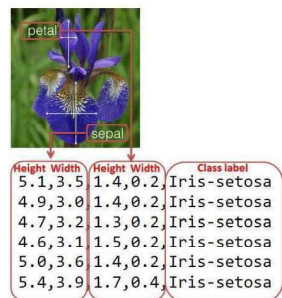 petal
sepal
Height Width Height Width Class label
5.1,3.5,1.4,0.2,Iris-setosa
4.9,3.0,1.4,0.2,Iris-setosa
4.7,3.2,1.3,0.2,Iris-setosa
4.6,3.1,1.5,0.2,Iris-setosa
5.0,3.6,1.4,0.2,Iris-setosa
5.4,3.9,1.7,0.4,Iris-setosa